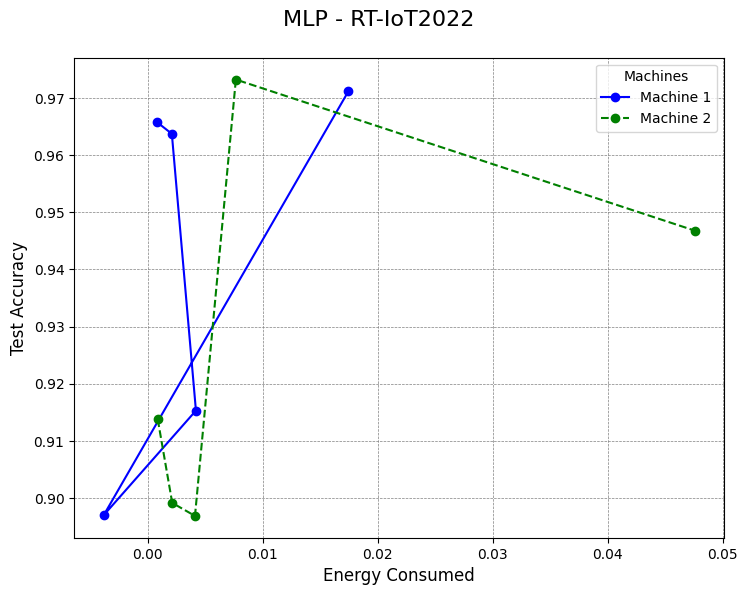 MLP - RT-IoT2022
Machines
Machine 1
Machine 2
0.97
0.96
0.95
0.94
0.93
0.92
0.91
0.90
Test Accuracy
0.00 0.01 0.02 0.03 0.04 0.05
Energy Consumed